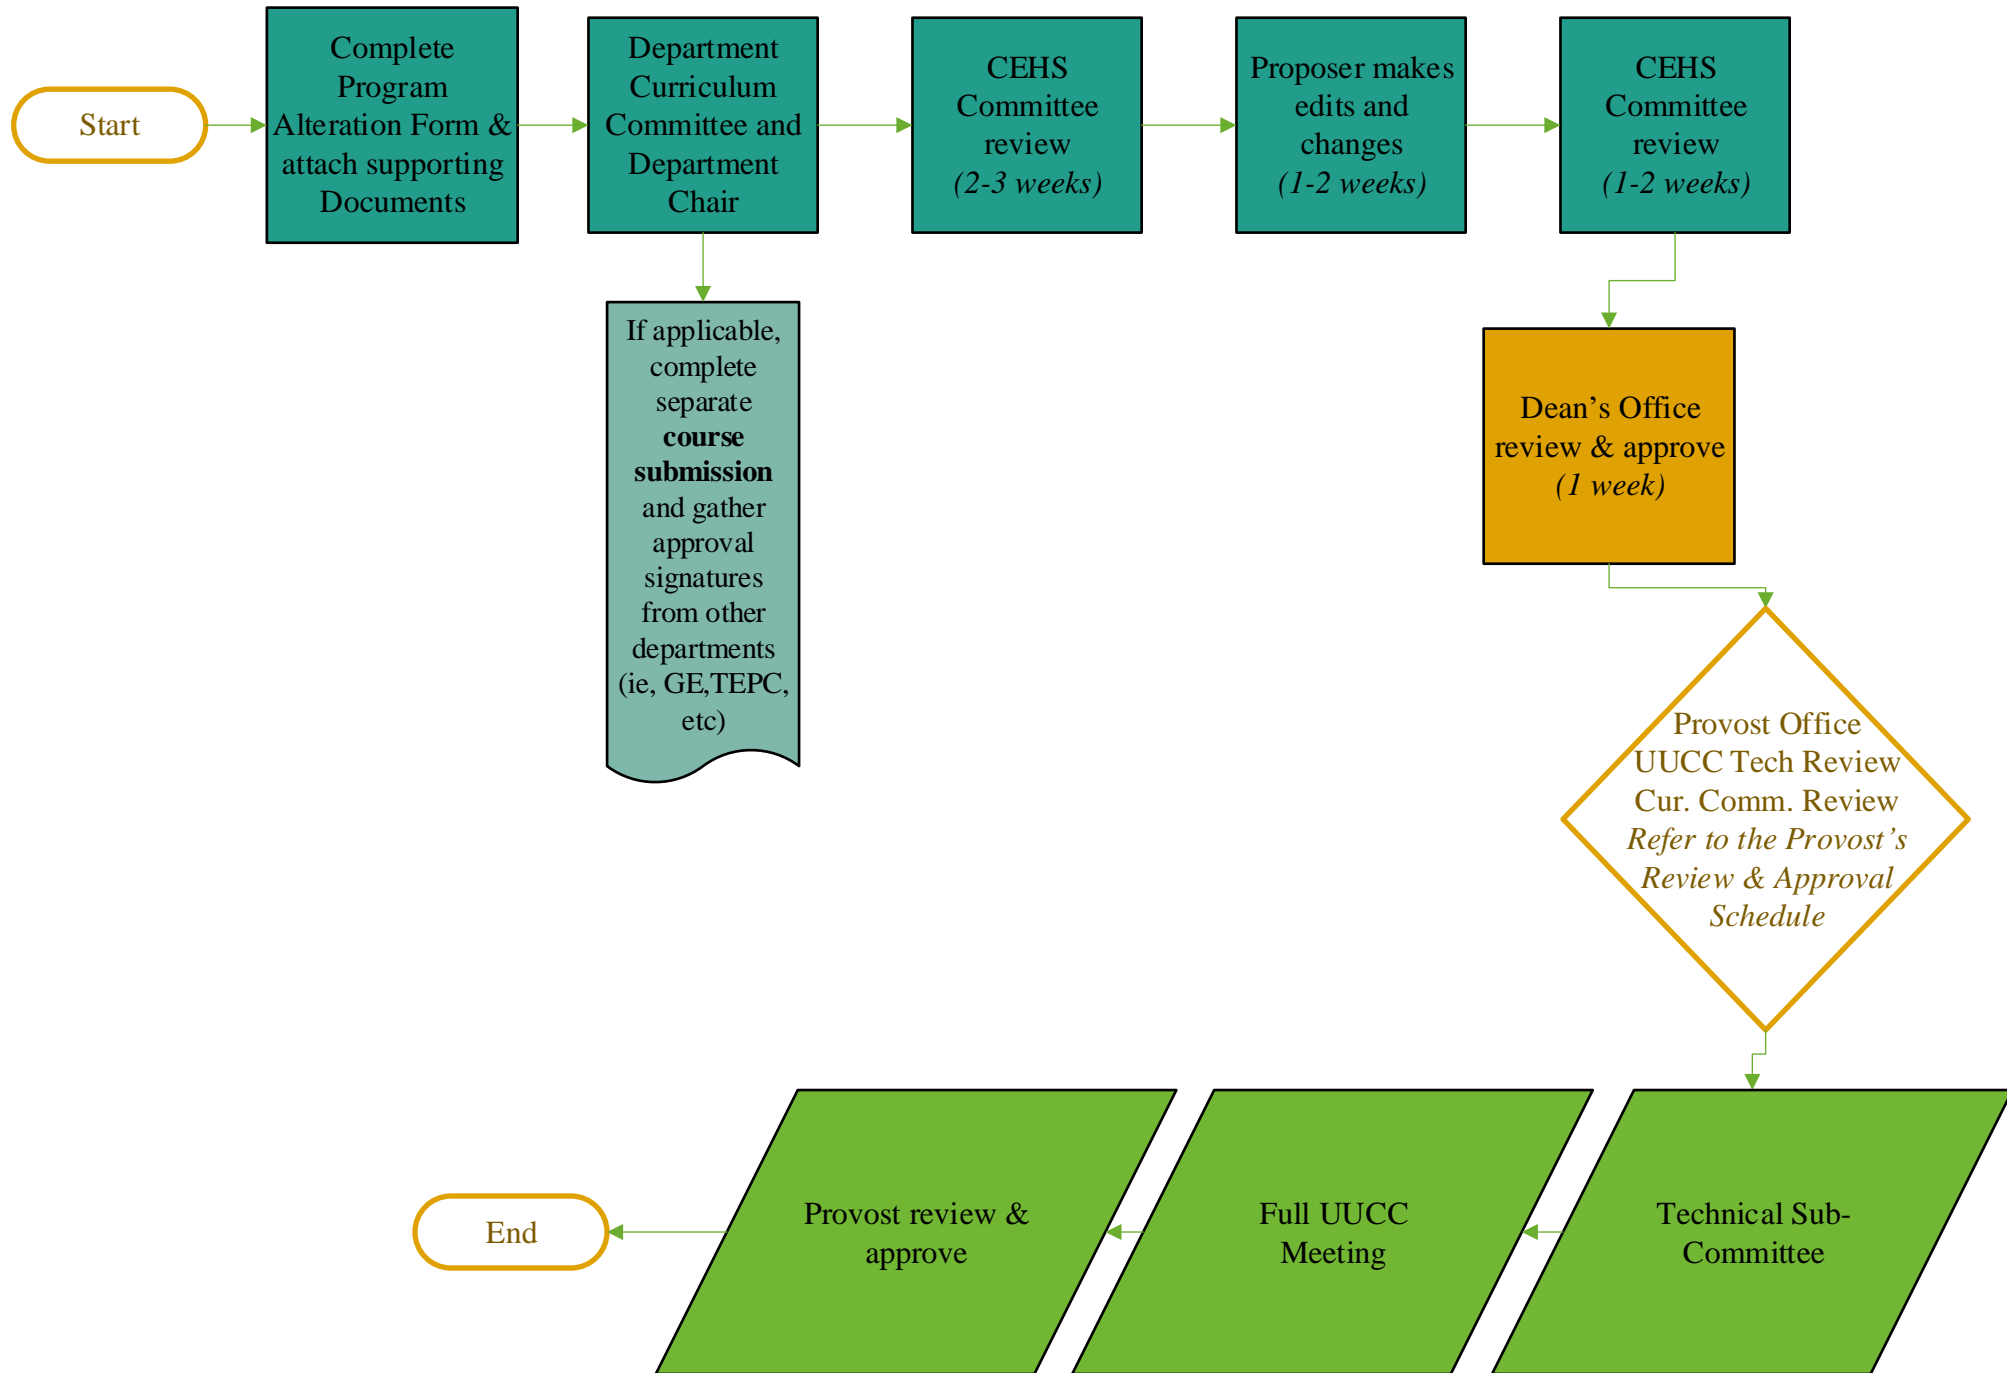 Start
Complete
Program
Alteration Form &
attach supporting
Documents
Department
Curriculum
Committee and
Department
Chair
CEHS
Committee
review
(2-3 weeks)
Proposer makes
edits and
changes
(1-2 weeks)
CEHS
Committee
review
(1-2 weeks)
If applicable,
complete
separate
course
submission
and gather
approval
signatures
from other
departments
(ie, GE,TEPC,
etc)
Dean’s Office
review & approve
(1 week)
Provost Office
UUCC Tech Review
Cur. Comm. Review
Refer to the Provost’s
Review & Approval
Schedule
Technical Sub-
Committee
Full UUCC
Meeting
Provost review &
approve
End